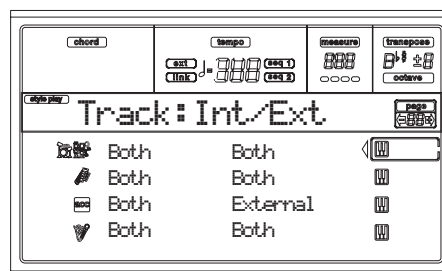 chord tempo measure transpose
ext seq 1
link seq 2
octave
style play page
Track:Int/Ext
Both Both
Both Both
ACC Both External
Both Both